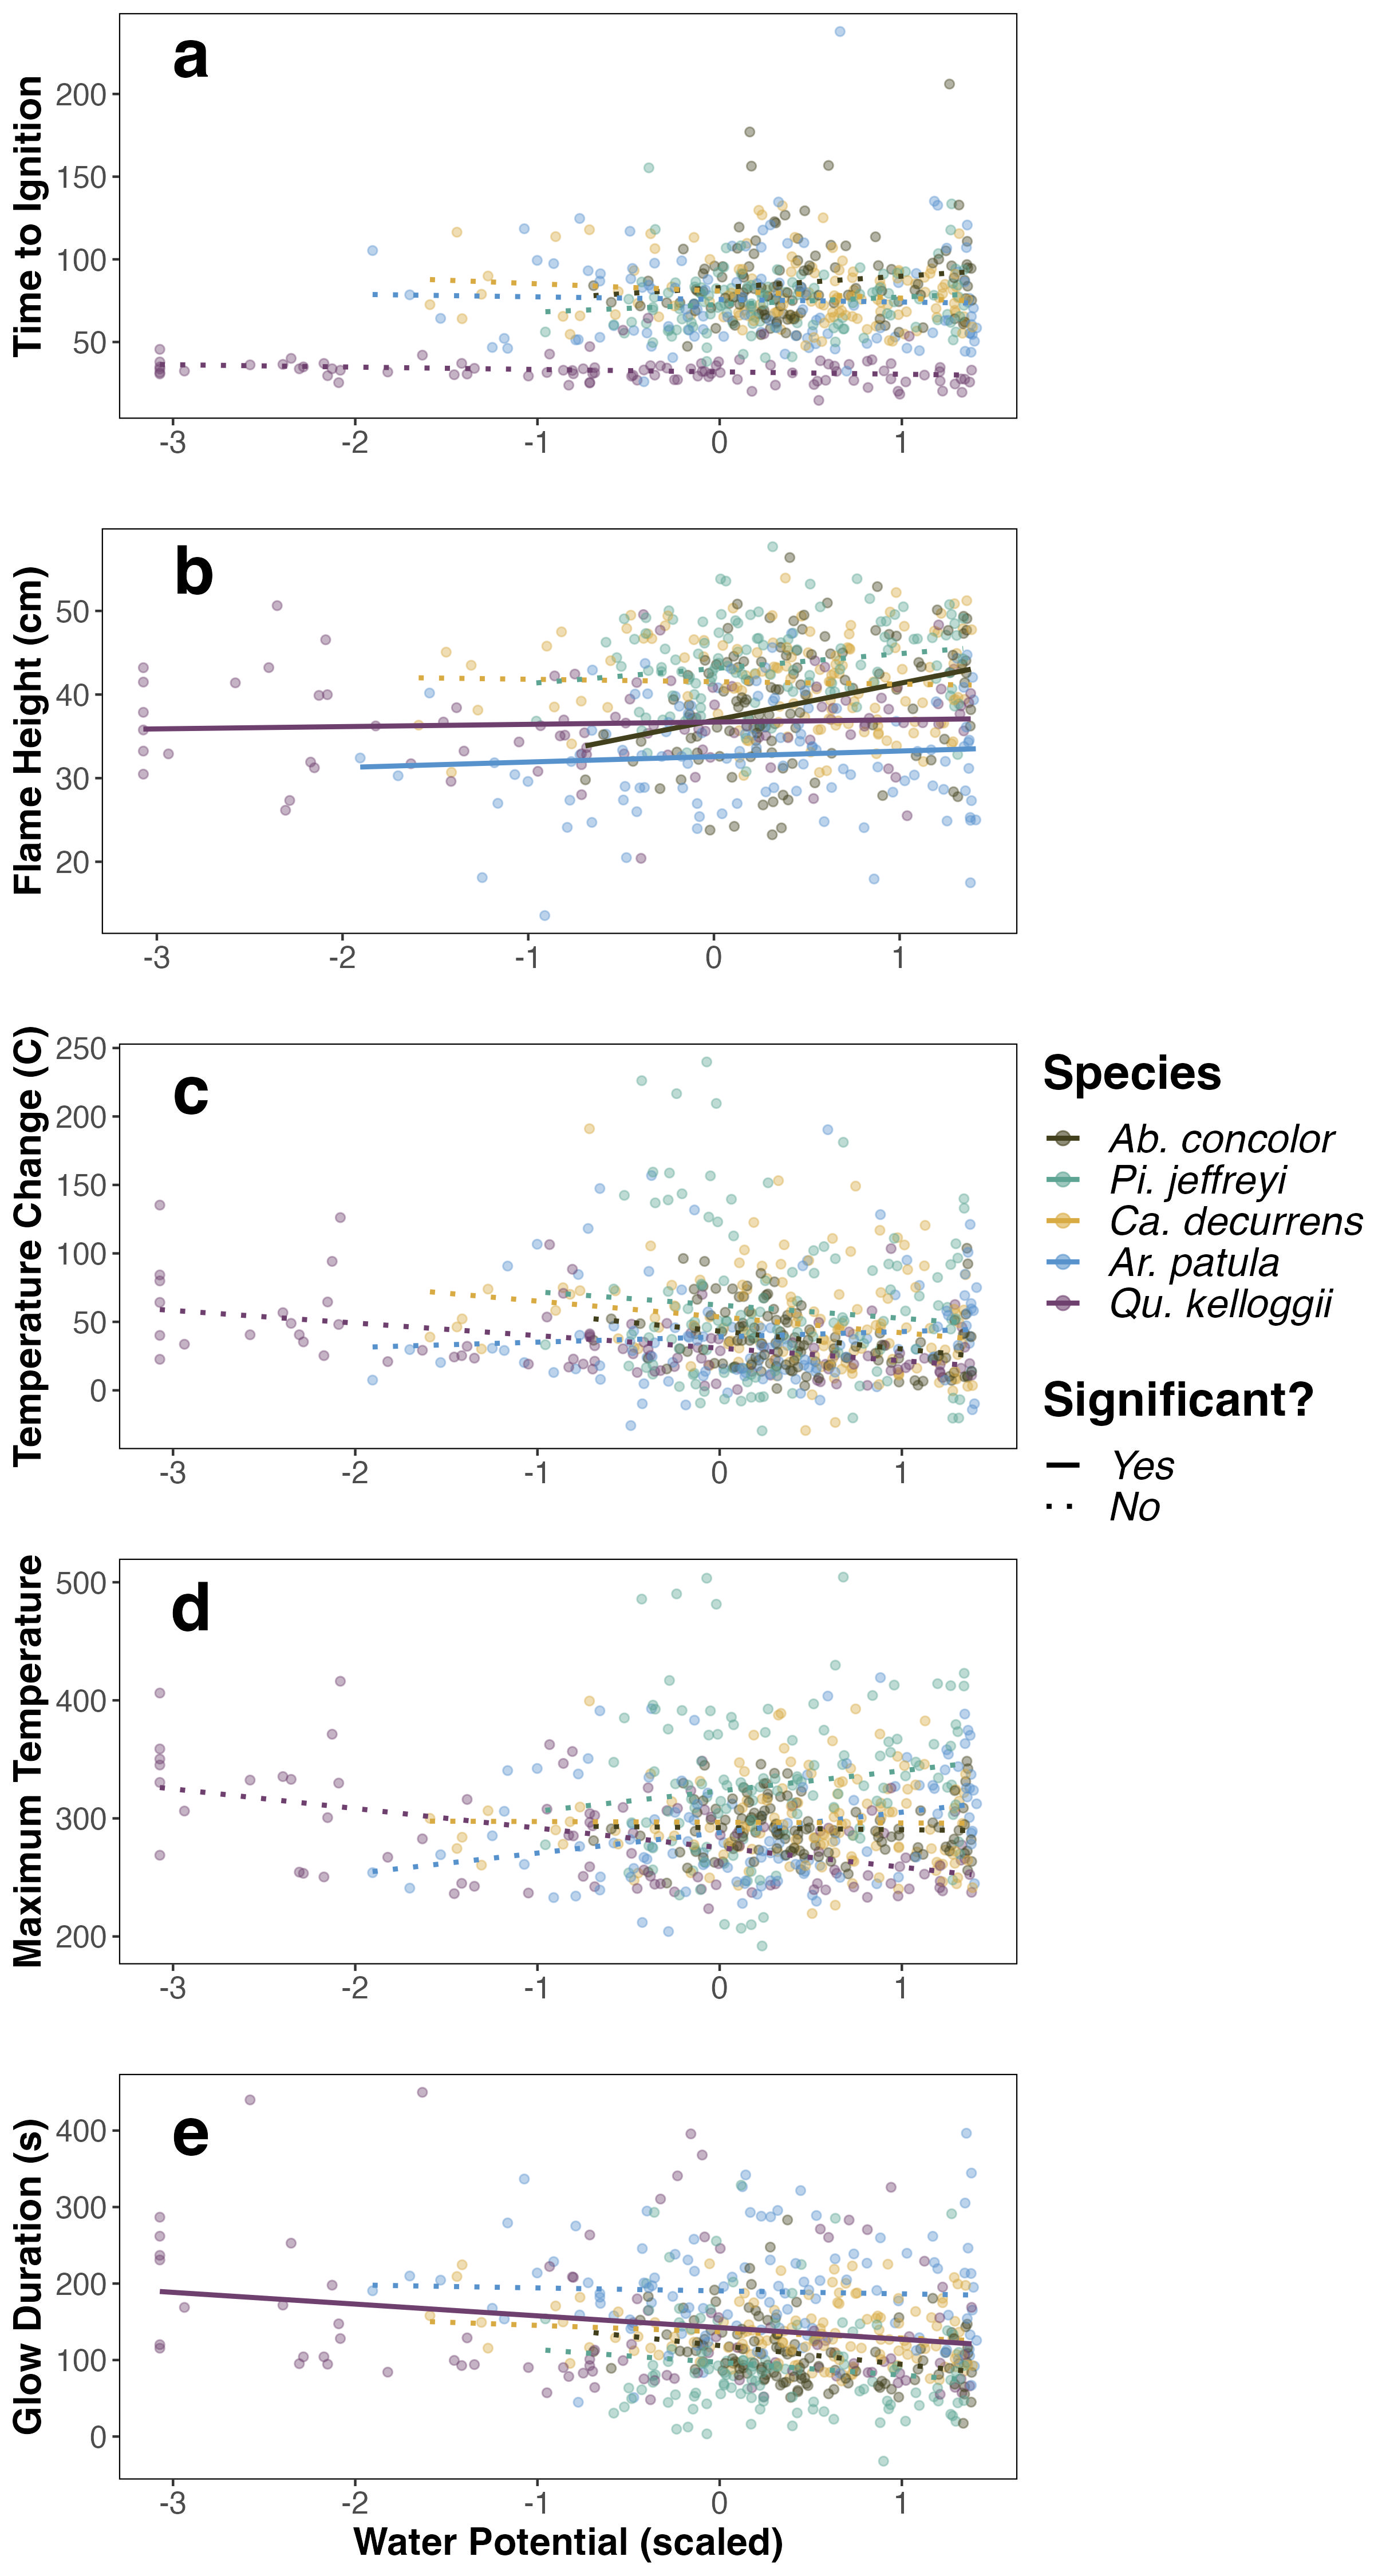 a
Time to Ignition
200
150
100
50
-3 -2 -1 0 1
b
Flame Height (cm)
50
40
30
20
-3 -2 -1 0 1
c
Temperature Change (C)
250
200
150
100
50
0
-3 -2 -1 0 1
Species
Ab. concolor
Pi. jeffreyi
Ca. decurrens
Ar. patula
Qu. kelloggii
Significant?
Yes
No
d
Maximum Temperature
500
400
300
200
-3 -2 -1 0 1
e
Glow Duration (s)
400
300
200
100
0
-3 -2 -1 0 1
Water Potential (scaled)